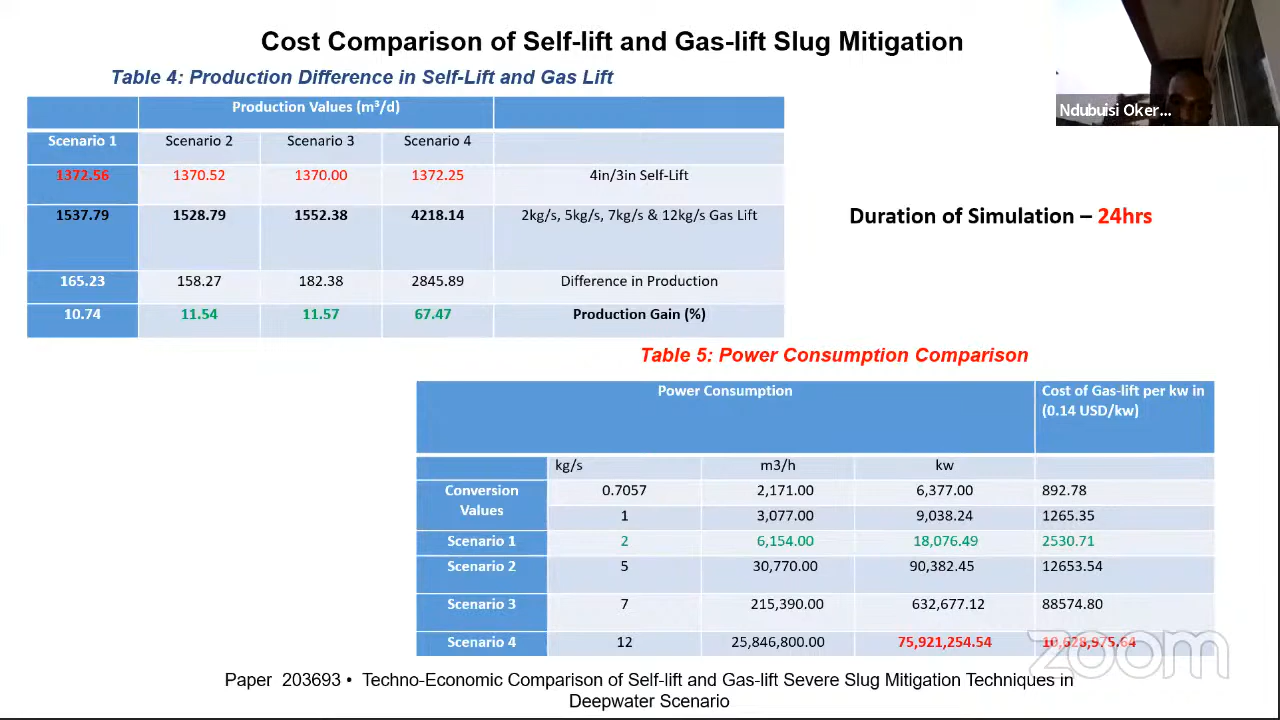 Cost Comparison of Self-lift and Gas-lift Slug Mitigation
Ndubuisi Oker...
Table 4: Production Difference in Self-Lift and Gas Lift
Production Values (m³/d)
Scenario 1 Scenario 2 Scenario 3 Scenario 4
1372.56 1370.52 1370.00 1372.25 4in/3in Self-Lift
1537.79 1528.79 1552.38 4218.14 2kg/s, 5kg/s, 7kg/s & 12kg/s Gas Lift
165.23 158.27 182.38 2845.89 Difference in Production
10.74 11.54 11.57 67.47 Production Gain (%)
Duration of Simulation – 24hrs
Table 5: Power Consumption Comparison
Power Consumption Cost of Gas-lift per kw in
(0.14 USD/kw)
kg/s m3/h kw
Conversion Values 0.7057 2,171.00 6,377.00 892.78
1 3,077.00 9,038.24 1265.35
Scenario 1 2 6,154.00 18,076.49 2530.71
Scenario 2 5 30,770.00 90,382.45 12653.54
Scenario 3 7 215,390.00 632,677.12 88574.80
Scenario 4 12 25,846,800.00 75,921,254.54 10,628,975.64
zoom
Paper 203693 • Techno-Economic Comparison of Self-lift and Gas-lift Severe Slug Mitigation Techniques in
Deepwater Scenario